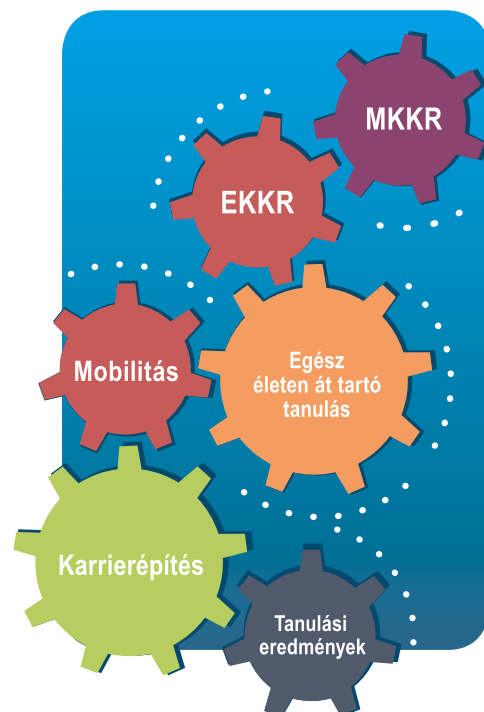 MKKR
EKKR
Mobilitás
Egész
életen át tartó
tanulás
Karrierépítés
Tanulási
eredmények